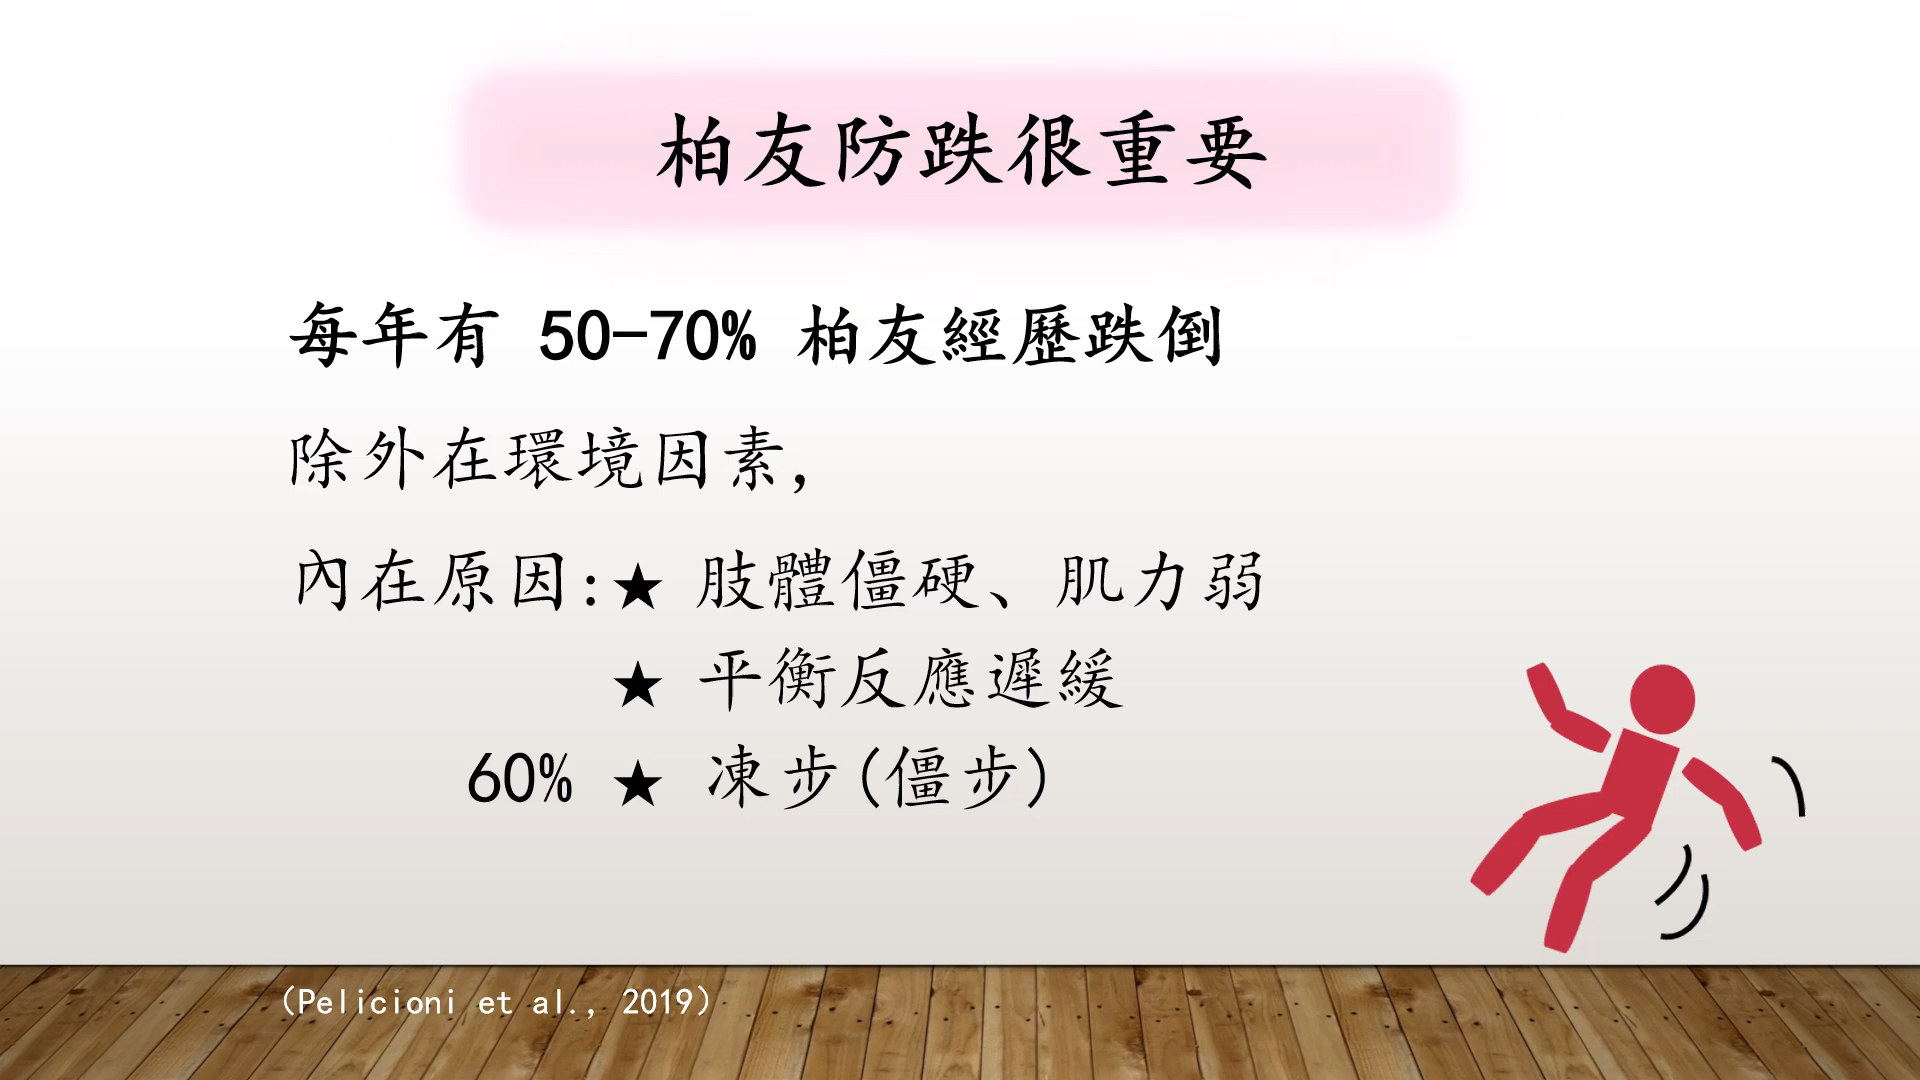 柏友防跌很重要
每年有 50-70% 柏友經歷跌倒
除外在環境因素,
內在原因:★ 肢體僵硬、肌力弱
★ 平衡反應遲緩
60% ★ 凍步(僵步)
(Pelicioni et al., 2019)